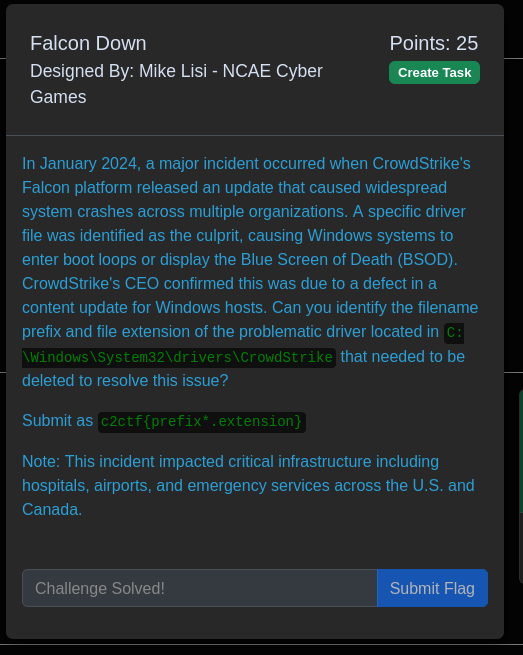 Falcon Down
Points: 25
Designed By: Mike Lisi - NCAE Cyber
Games
Create Task
In January 2024, a major incident occurred when CrowdStrike's
Falcon platform released an update that caused widespread
system crashes across multiple organizations. A specific driver
file was identified as the culprit, causing Windows systems to
enter boot loops or display the Blue Screen of Death (BSOD).
CrowdStrike's CEO confirmed this was due to a defect in a
content update for Windows hosts. Can you identify the filename
prefix and file extension of the problematic driver located in C:
\Windows\System32\drivers\CrowdStrike that needed to be
deleted to resolve this issue?
Submit as c2ctf{prefix*.extension}
Note: This incident impacted critical infrastructure including
hospitals, airports, and emergency services across the U.S. and
Canada.
Challenge Solved!
Submit Flag